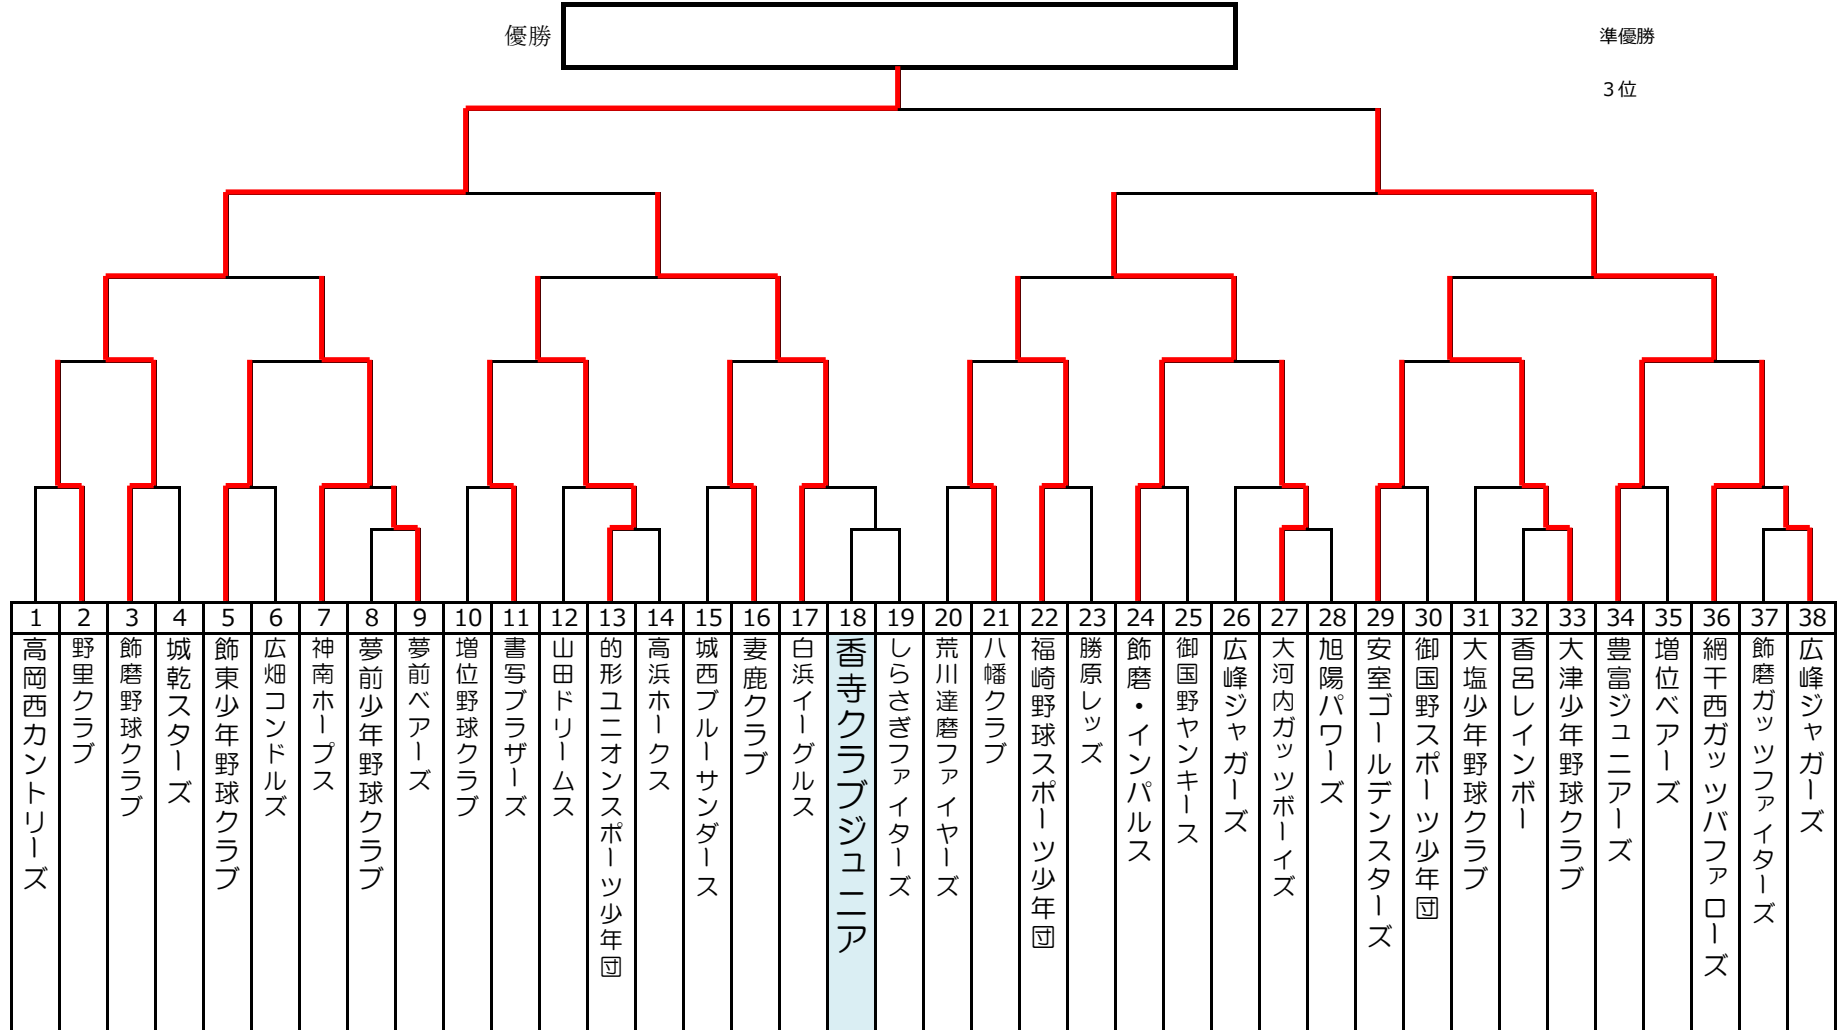 優勝
準優勝
3位
1
2
3
4
5
6
7
8
9
10
11
12
13
14
15
16
17
18
19
20
21
22
23
24
25
26
27
28
29
30
31
32
33
34
35
36
37
38
高岡西カントリーズ
野里クラブ
飾磨野球クラブ
城乾スターズ
飾東少年野球クラブ
広畑コンドルズ
神南ホープス
夢前少年野球クラブ
夢前ベアーズ
増位野球クラブ
書写ブラザーズ
山田ドリームス
的形ユニオンスポーツ少年団
高浜ホークス
城西ブルーサンダース
妻鹿クラブ
白浜イーグルス
香寺クラブジュニア
しらさぎファイターズ
荒川達磨ファイヤーズ
八幡クラブ
福崎野球スポーツ少年団
勝原レッズ
飾磨・インパルス
御国野ヤンキース
広峰ジャガーズ
大河内ガッツボーイズ
旭陽パワーズ
安室ゴールデンスターズ
御国野スポーツ少年団
大塩少年野球クラブ
香呂レインボー
大津少年野球クラブ
豊富ジュニアーズ
増位ベアーズ
網干西ガッツバファローズ
飾磨ガッツファイターズ
広峰ジャガーズ